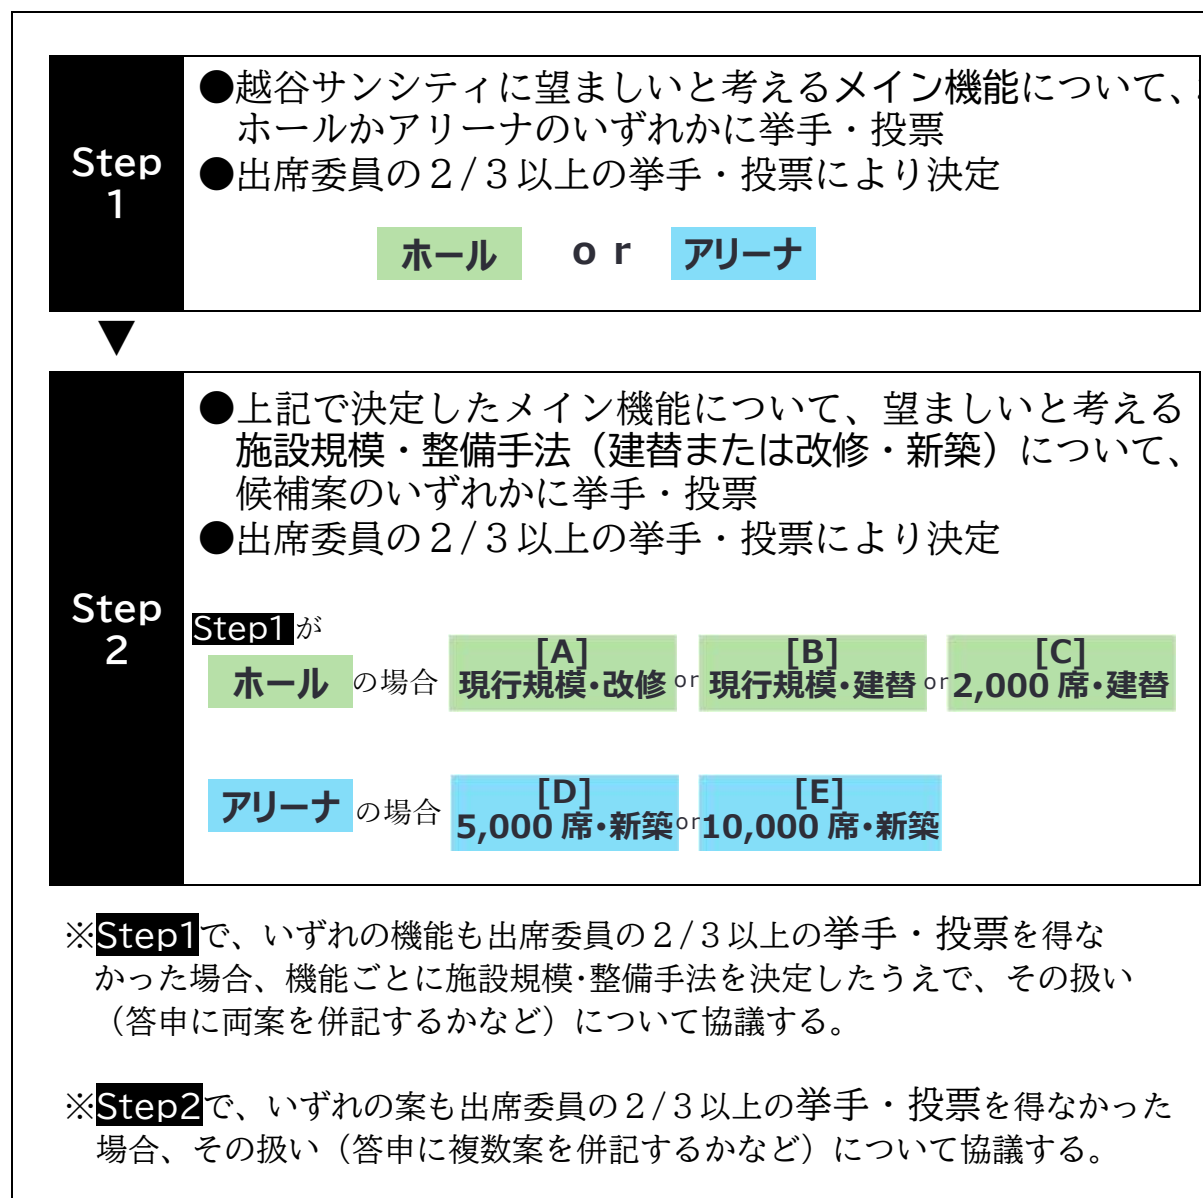 Step
1
●越谷サンシティに望ましいと考えるメイン機能について、
ホールかアリーナのいずれかに挙手・投票
●出席委員の２/３以上の挙手・投票により決定
ホール or アリーナ
▼
Step
2
●上記で決定したメイン機能について、望ましいと考える
施設規模・整備手法（建替または改修・新築）について、
候補案のいずれかに挙手・投票
●出席委員の２/３以上の挙手・投票により決定
Step1が
ホール の場合 [A] 現行規模・改修 or [B] 現行規模・建替 or [C] 2,000 席・建替
アリーナ の場合 [D] 5,000 席・新築 or [E] 10,000 席・新築
※Step1で、いずれの機能も出席委員の２/３以上の挙手・投票を得な
かった場合、機能ごとに施設規模･整備手法を決定したうえで、その扱い
（答申に両案を併記するかなど）について協議する。
※Step2で、いずれの案も出席委員の２/３以上の挙手・投票を得なかった
場合、その扱い（答申に複数案を併記するかなど）について協議する。